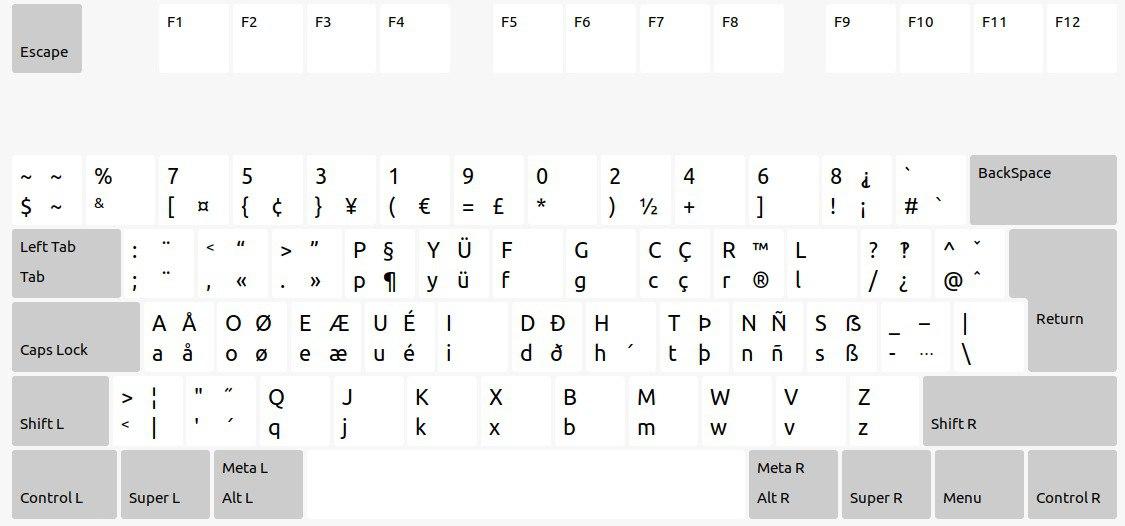 F1 F2 F3 F4 F5 F6 F7 F8 F9 F10 F11 F12
Escape
~ ~ % 7 5 3 1 9 0 2 4 6 8 ⸘ ` BackSpace
$ ~ & [ ¤ { ¢ } ¥ ( € = £ * ) ½ + ] ! ¡ # `
Left Tab : ¨ < “ > ” P § Y Ü F G C Ç R ™ L ? ‽ ^ ˇ
Tab ; ¨ , « . » p ¶ y ü f g c ç r ® l / ¿ @ ˆ
A Å O Ø E Æ U É I D Ð H T Þ N Ñ S ẞ _ – | Return
Caps Lock a å o ø e æ u é i d ð h ´ t þ n ñ s ß - … \
> ¦ " ˝ Q J K X B M W V Z
Shift L < | ' ´ q j k x b m w v z Shift R
Meta L Meta R
Control L Super L Alt L Alt R Super R Menu Control R